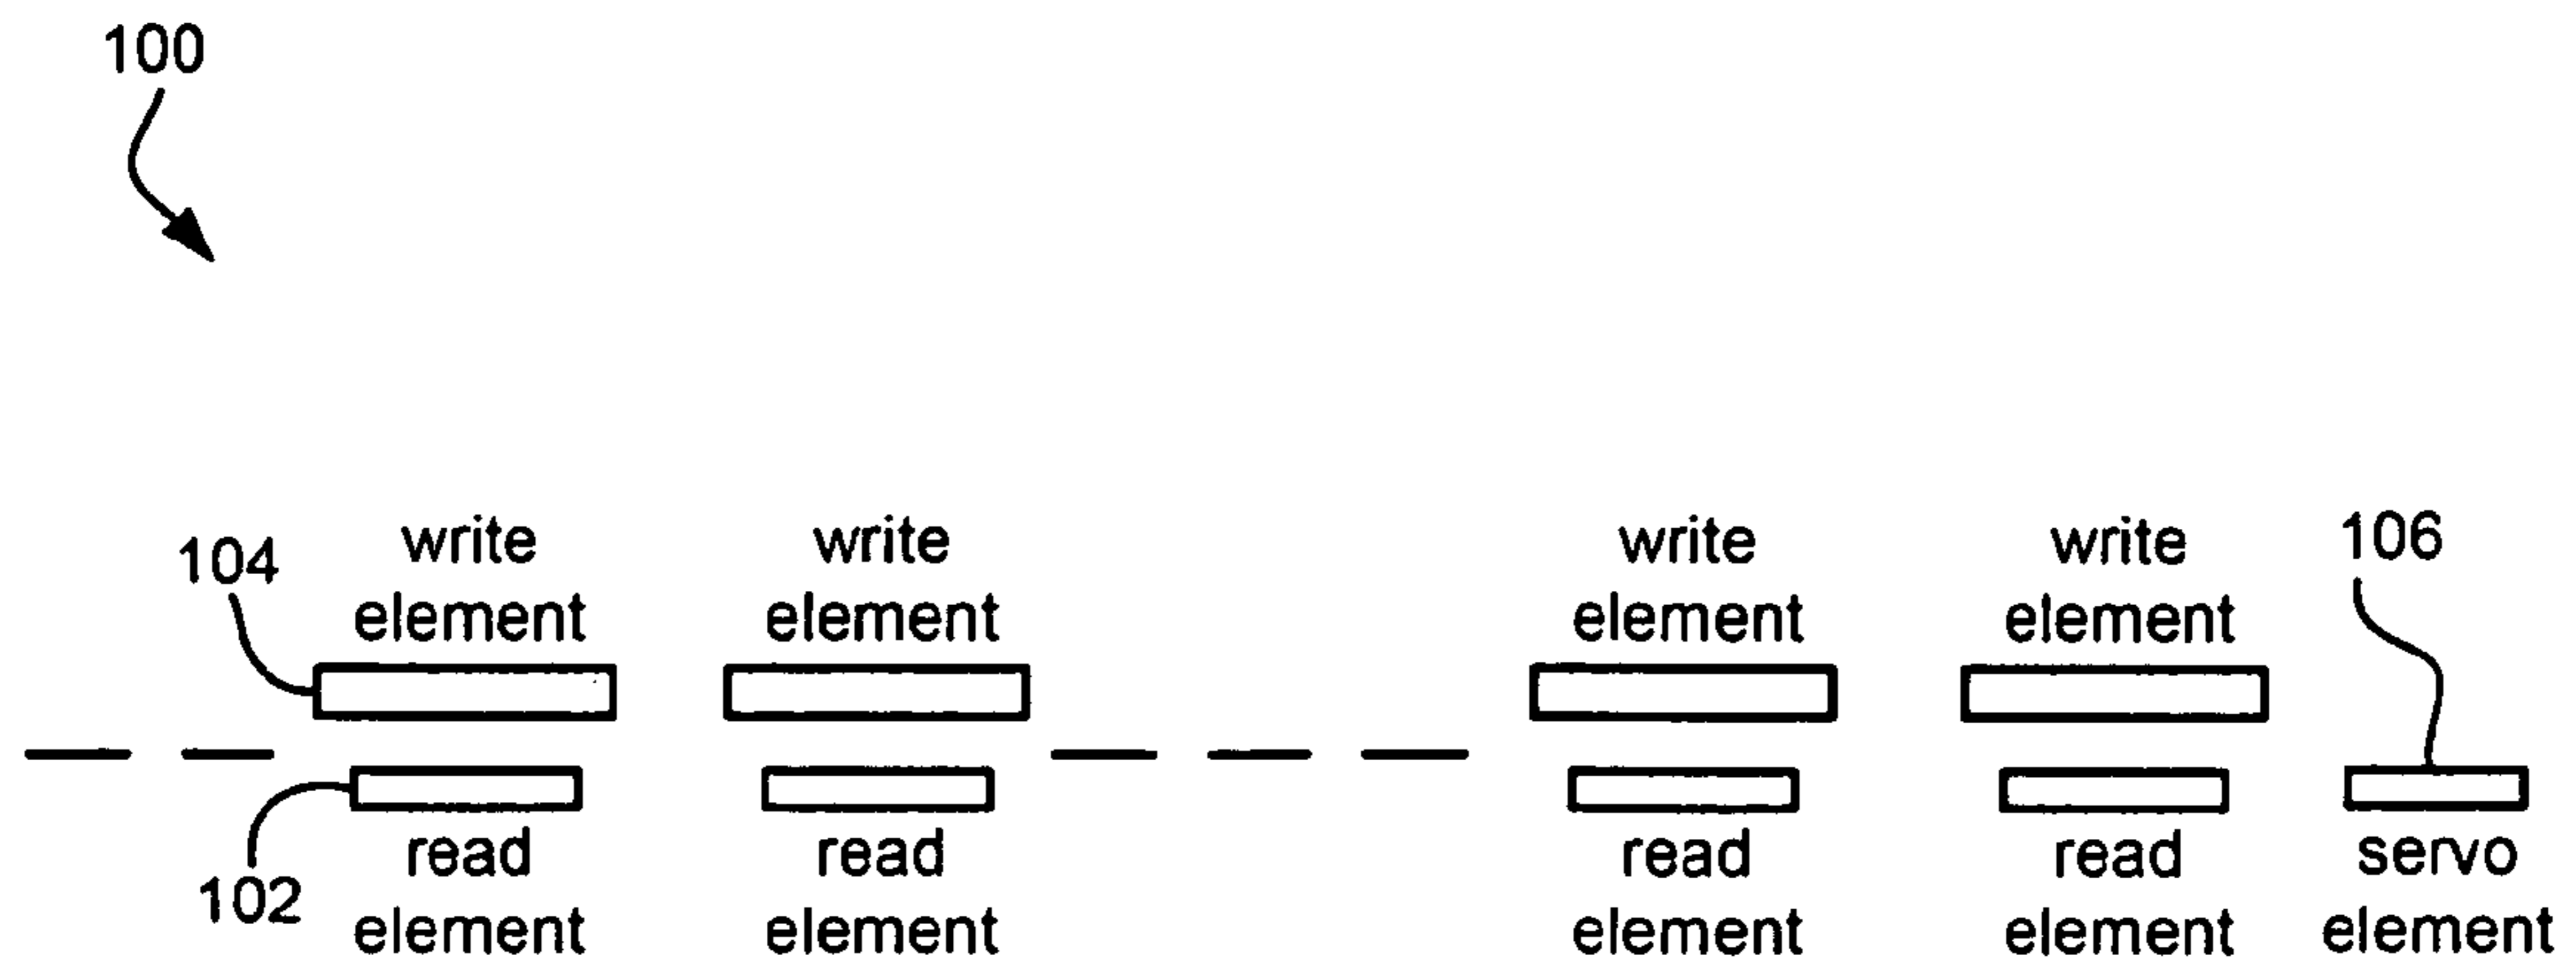 100
104
write
element
write
element
write
element
write
element
106
102
read
element
read
element
read
element
read
element
servo
element